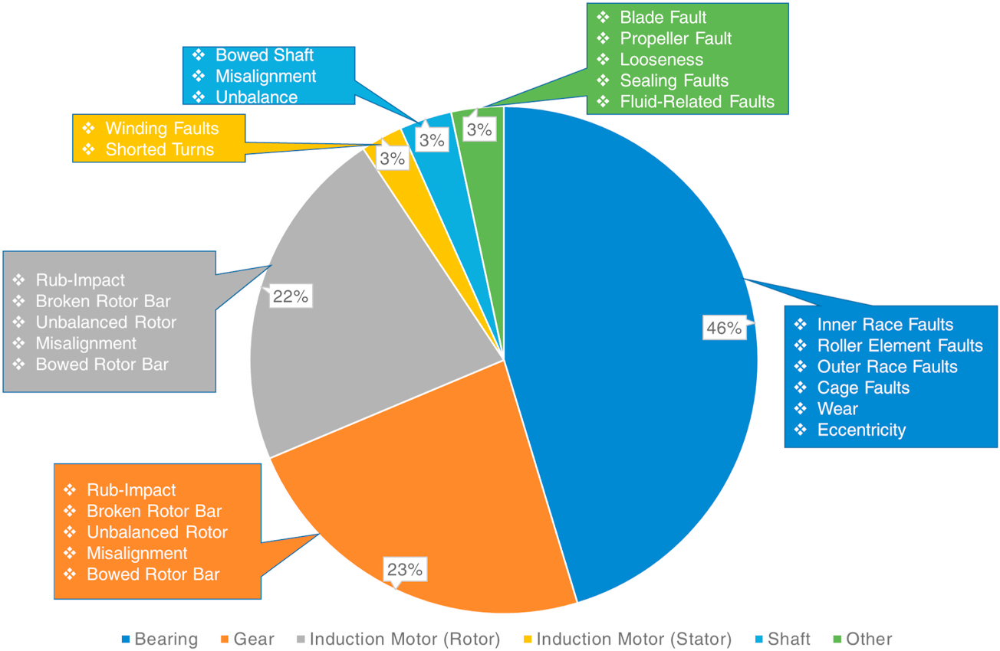 Blade Fault
Propeller Fault
Looseness
Sealing Faults
Fluid-Related Faults
Bowed Shaft
Misalignment
Unbalance
Winding Faults
Shorted Turns
3%
3%
3%
Rub-Impact
Broken Rotor Bar
Unbalanced Rotor
Misalignment
Bowed Rotor Bar
22%
46%
Inner Race Faults
Roller Element Faults
Outer Race Faults
Cage Faults
Wear
Eccentricity
Rub-Impact
Broken Rotor Bar
Unbalanced Rotor
Misalignment
Bowed Rotor Bar
23%
Bearing Gear Induction Motor (Rotor) Induction Motor (Stator) Shaft Other